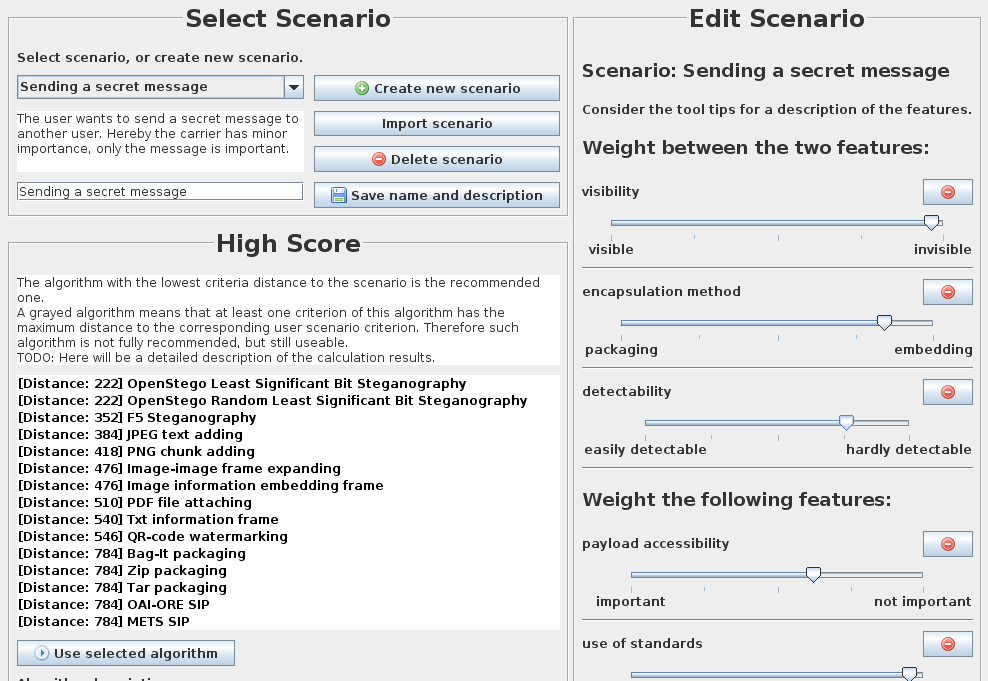 Select Scenario
Select scenario, or create new scenario.
Sending a secret message
Create new scenario
The user wants to send a secret message to
another user. Hereby the carrier has minor
importance, only the message is important.
Import scenario
Delete scenario
Sending a secret message
Save name and description
High Score
The algorithm with the lowest criteria distance to the scenario is the recommended
one.
A grayed algorithm means that at least one criterion of this algorithm has the
maximum distance to the corresponding user scenario criterion. Therefore such
algorithm is not fully recommended, but still useable.
TODO: Here will be a detailed description of the calculation results.
[Distance: 222] OpenStego Least Significant Bit Steganography
[Distance: 222] OpenStego Random Least Significant Bit Steganography
[Distance: 352] F5 Steganography
[Distance: 384] JPEG text adding
[Distance: 418] PNG chunk adding
[Distance: 476] Image-image frame expanding
[Distance: 476] Image information embedding frame
[Distance: 510] PDF file attaching
[Distance: 540] Txt information frame
[Distance: 546] QR-code watermarking
[Distance: 784] Bag-It packaging
[Distance: 784] Zip packaging
[Distance: 784] Tar packaging
[Distance: 784] OAI-ORE SIP
[Distance: 784] METS SIP
Use selected algorithm
Edit Scenario
Scenario: Sending a secret message
Consider the tool tips for a description of the features.
Weight between the two features:
visibility
visible invisible
encapsulation method
packaging embedding
detectability
easily detectable hardly detectable
Weight the following features:
payload accessibility
important not important
use of standards